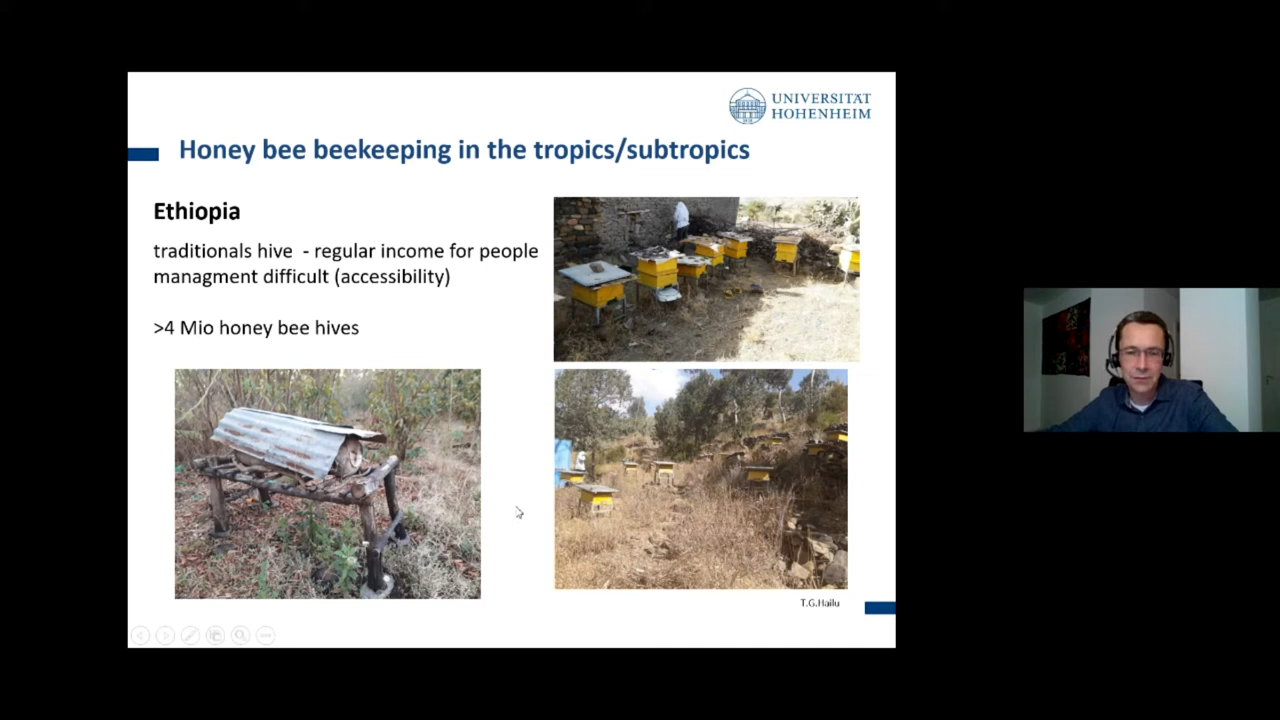 UNIVERSITÄT
HOHENHEIM
Honey bee beekeeping in the tropics/subtropics
Ethiopia
traditionals hive - regular income for people
managment difficult (accessibility)
>4 Mio honey bee hives
T.G.Hailu